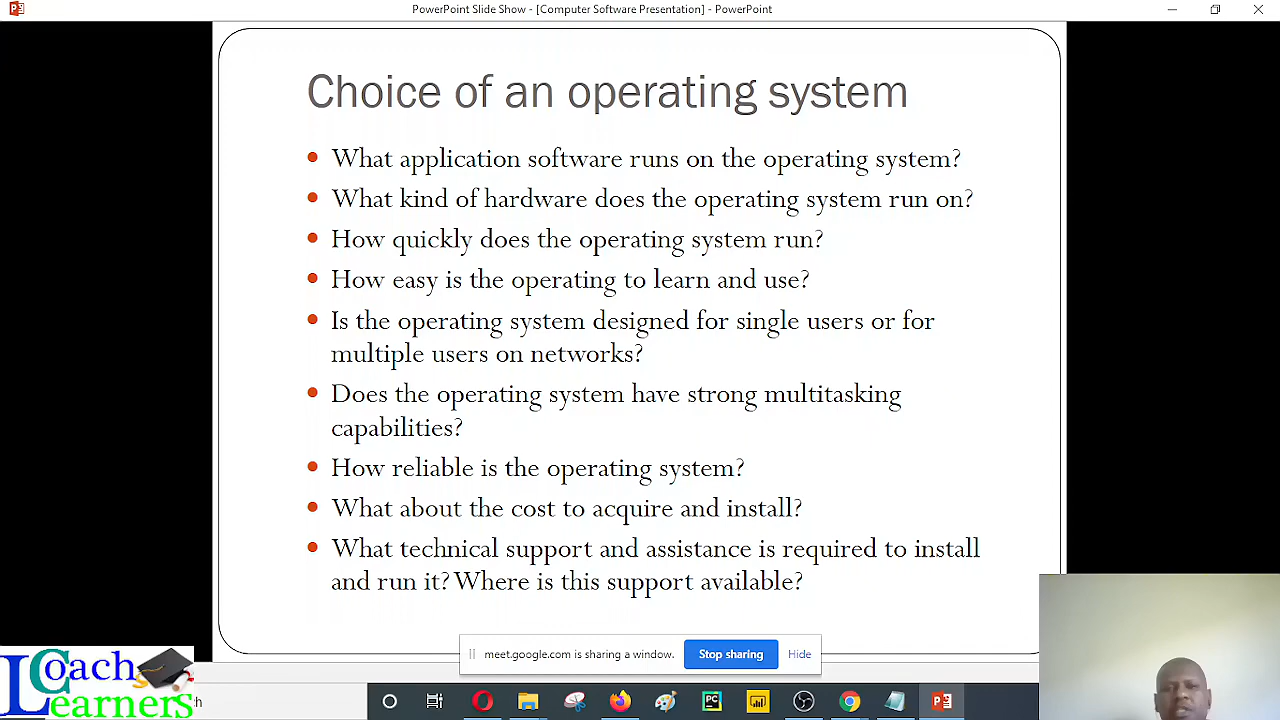 PowerPoint Slide Show - [Computer Software Presentation] - PowerPoint
Choice of an operating system
What application software runs on the operating system?
What kind of hardware does the operating system run on?
How quickly does the operating system run?
How easy is the operating to learn and use?
Is the operating system designed for single users or for
multiple users on networks?
Does the operating system have strong multitasking
capabilities?
How reliable is the operating system?
What about the cost to acquire and install?
What technical support and assistance is required to install
and run it? Where is this support available?
meet.google.com is sharing a window.
Stop sharing
Hide
Coach
Learners
PC